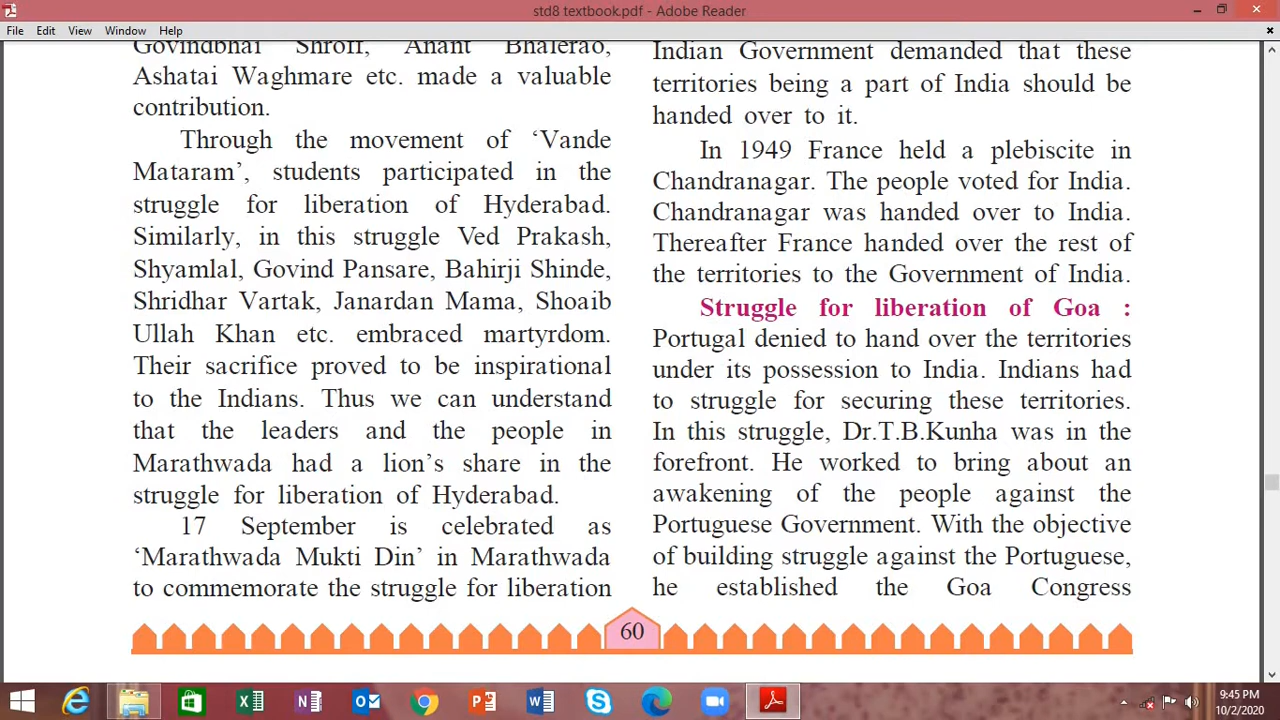 std8 textbook.pdf - Adobe Reader
File Edit View Window Help
Govindbhai Shroff, Anant Bhalerao,
Ashatai Waghmare etc. made a valuable
contribution.
Through the movement of ‘Vande
Mataram’, students participated in the
struggle for liberation of Hyderabad.
Similarly, in this struggle Ved Prakash,
Shyamlal, Govind Pansare, Bahirji Shinde,
Shridhar Vartak, Janardan Mama, Shoaib
Ullah Khan etc. embraced martyrdom.
Their sacrifice proved to be inspirational
to the Indians. Thus we can understand
that the leaders and the people in
Marathwada had a lion’s share in the
struggle for liberation of Hyderabad.
17 September is celebrated as
‘Marathwada Mukti Din’ in Marathwada
to commemorate the struggle for liberation
Indian Government demanded that these
territories being a part of India should be
handed over to it.
In 1949 France held a plebiscite in
Chandranagar. The people voted for India.
Chandranagar was handed over to India.
Thereafter France handed over the rest of
the territories to the Government of India.
Struggle for liberation of Goa :
Portugal denied to hand over the territories
under its possession to India. Indians had
to struggle for securing these territories.
In this struggle, Dr.T.B.Kunha was in the
forefront. He worked to bring about an
awakening of the people against the
Portuguese Government. With the objective
of building struggle against the Portuguese,
he established the Goa Congress
60
9:45 PM
10/2/2020